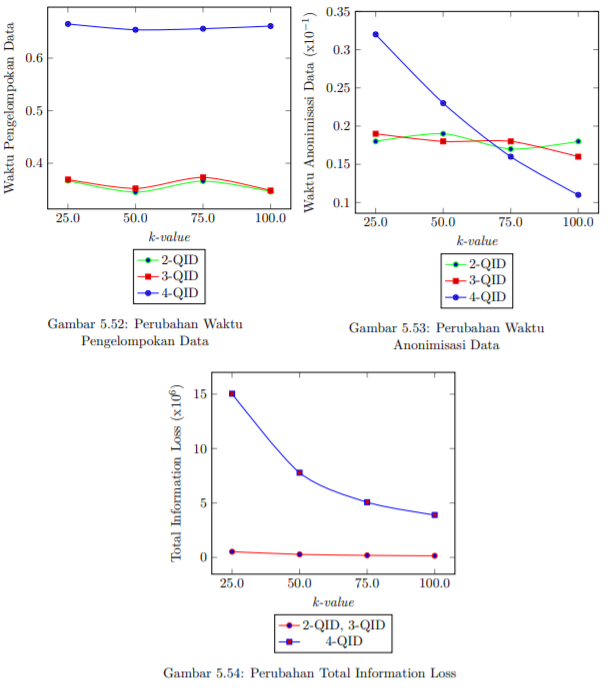 0.6
0.5
0.4
25.0 50.0 75.0 100.0
k-value
Waktu Pengelompokan Data
2-QID
3-QID
4-QID
Gambar 5.52: Perubahan Waktu
Pengelompokan Data
0.35
0.3
0.25
0.2
0.15
0.1
25.0 50.0 75.0 100.0
k-value
Waktu Anonimisasi Data (x10⁻¹)
2-QID
3-QID
4-QID
Gambar 5.53: Perubahan Waktu
Anonimisasi Data
15
10
5
0
25.0 50.0 75.0 100.0
k-value
Total Information Loss (x10⁶)
2-QID, 3-QID
4-QID
Gambar 5.54: Perubahan Total Information Loss